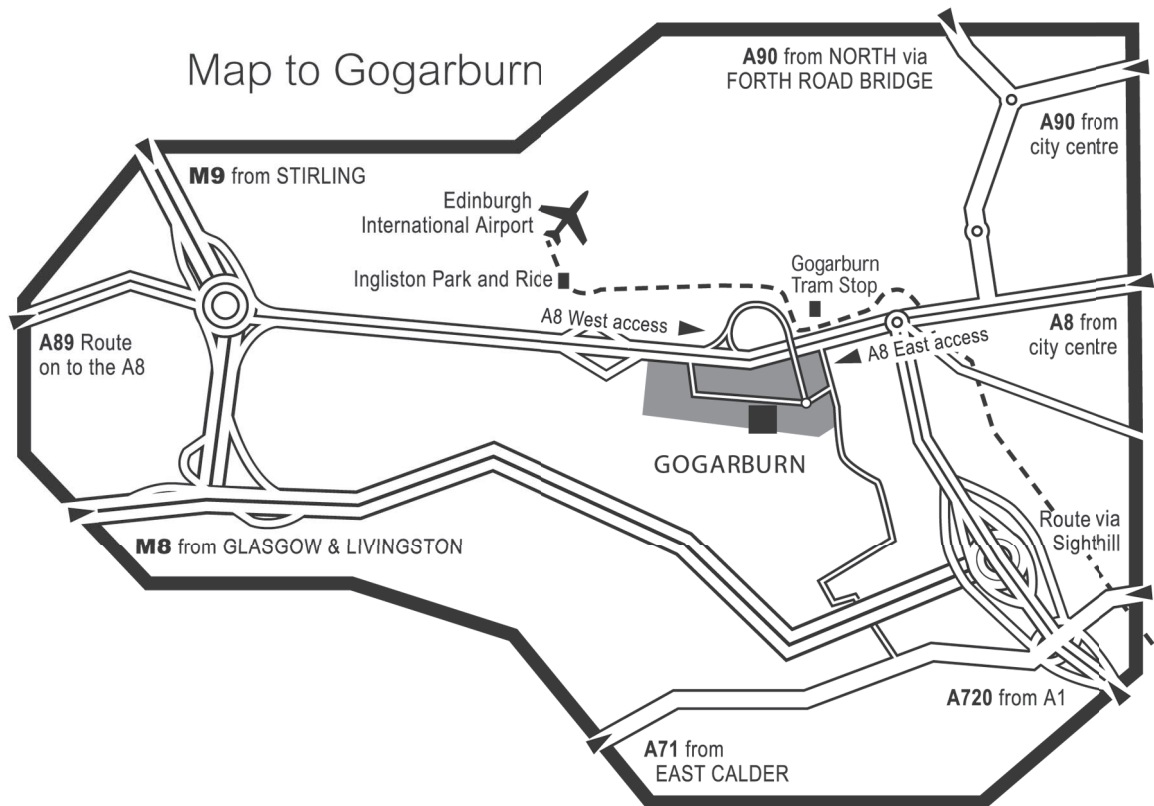 Map to Gogarburn
A90 from NORTH via
FORTH ROAD BRIDGE
A90 from
city centre
M9 from STIRLING
Edinburgh
International Airport
Ingliston Park and Ride
Gogarburn
Tram Stop
A8 West access
A8 East access
A8 from
city centre
A89 Route
on to the A8
GOGARBURN
Route via
Sighthill
M8 from GLASGOW & LIVINGSTON
A720 from A1
A71 from
EAST CALDER